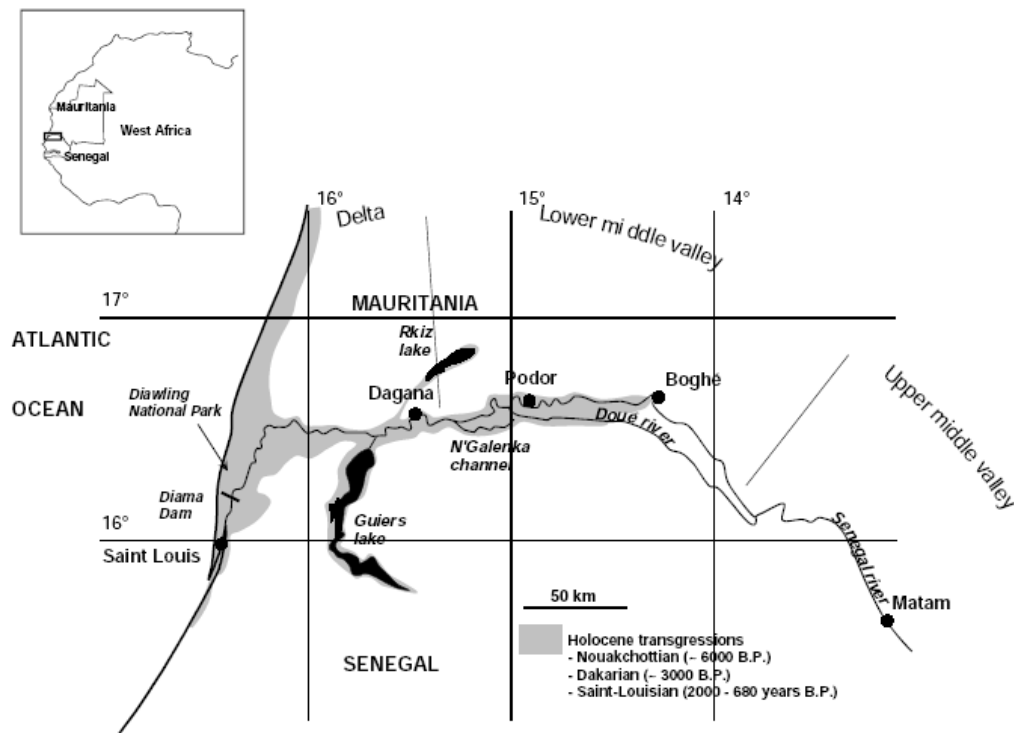 Mauritania
West Africa
Senegal
16°
15°
14°
Delta
Lower mi ddle valley
17°
MAURITANIA
ATLANTIC
OCEAN
Rkiz
lake
Diawling
National Park
Dagana
Podor
Boghé
Upper middle valley
Doue river
N'Galenka
channel
Diama
Dam
16°
Guiers
lake
Saint Louis
Senegal river
50 km
Matam
Holocene transgressions
- Nouakchottian (~ 6000 B.P.)
- Dakarian (~ 3000 B.P.)
- Saint-Louisian (2000 - 680 years B.P.)
SENEGAL